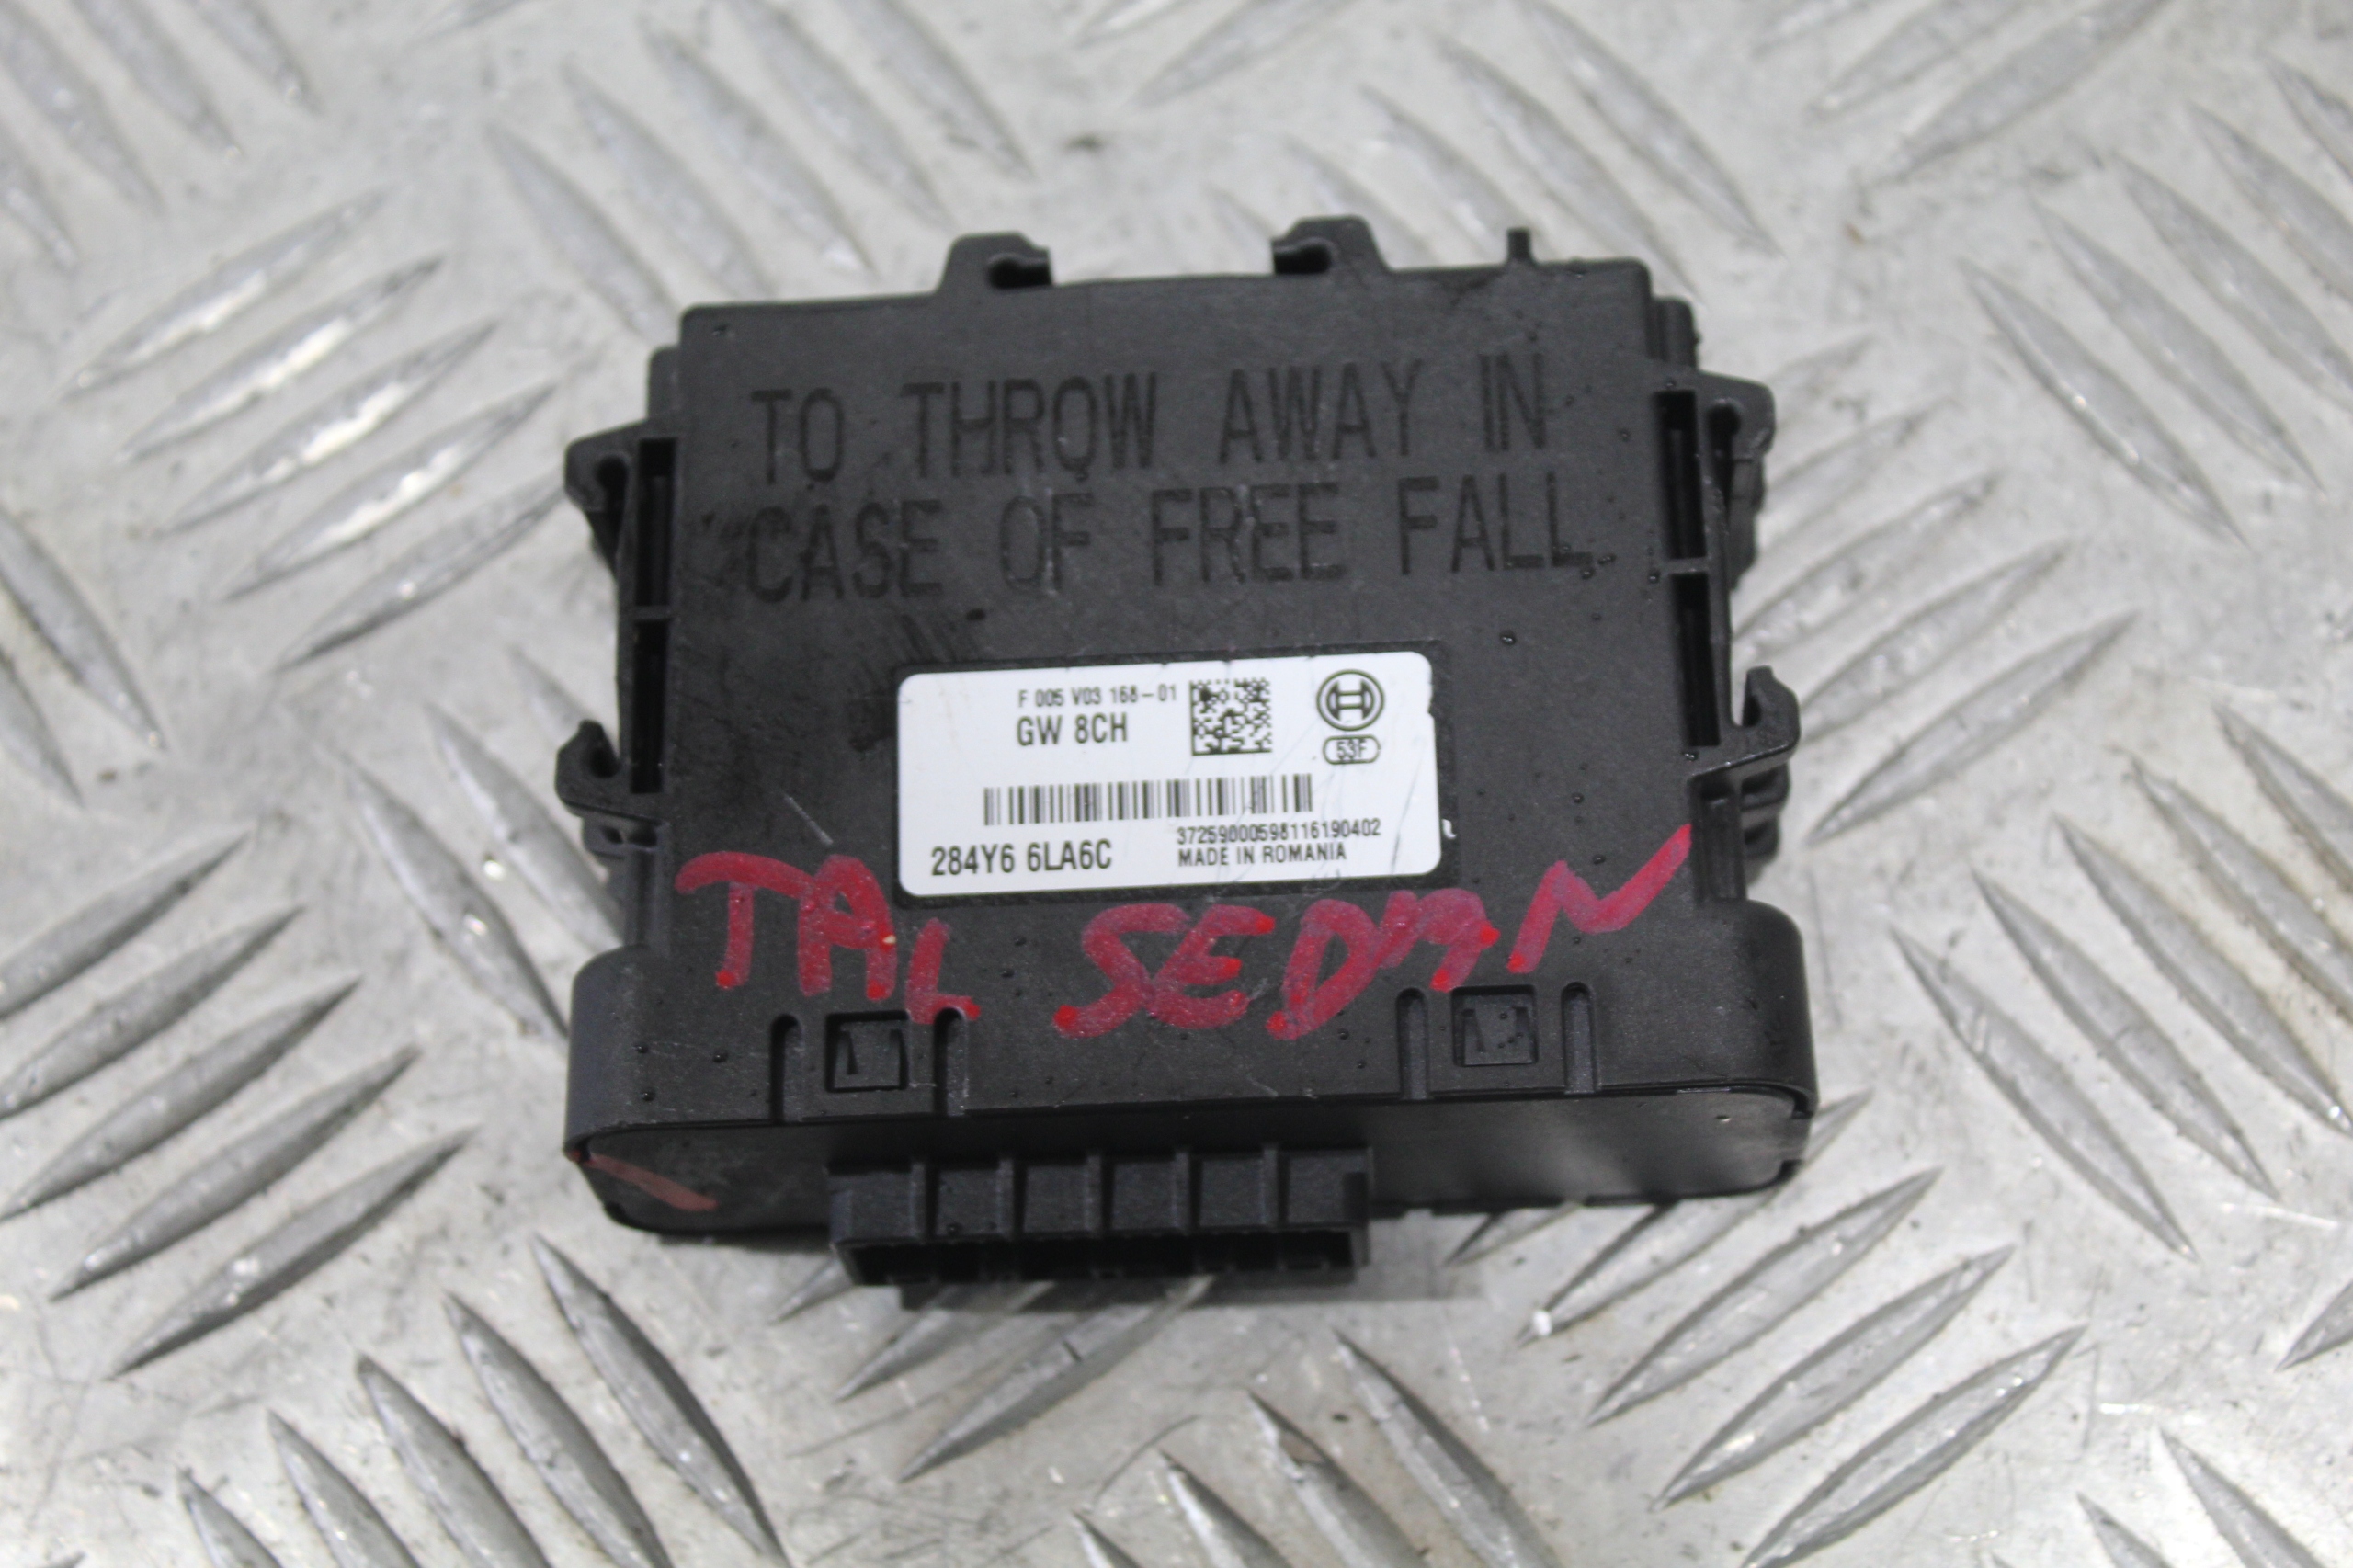 TO THROW AWAY IN
CASE OF FREE FALL
F 005 V03 168-01
GW 8CH
53F
284Y6 6LA6C
37259000598116190402
MADE IN ROMANIA
TAL SEDAN